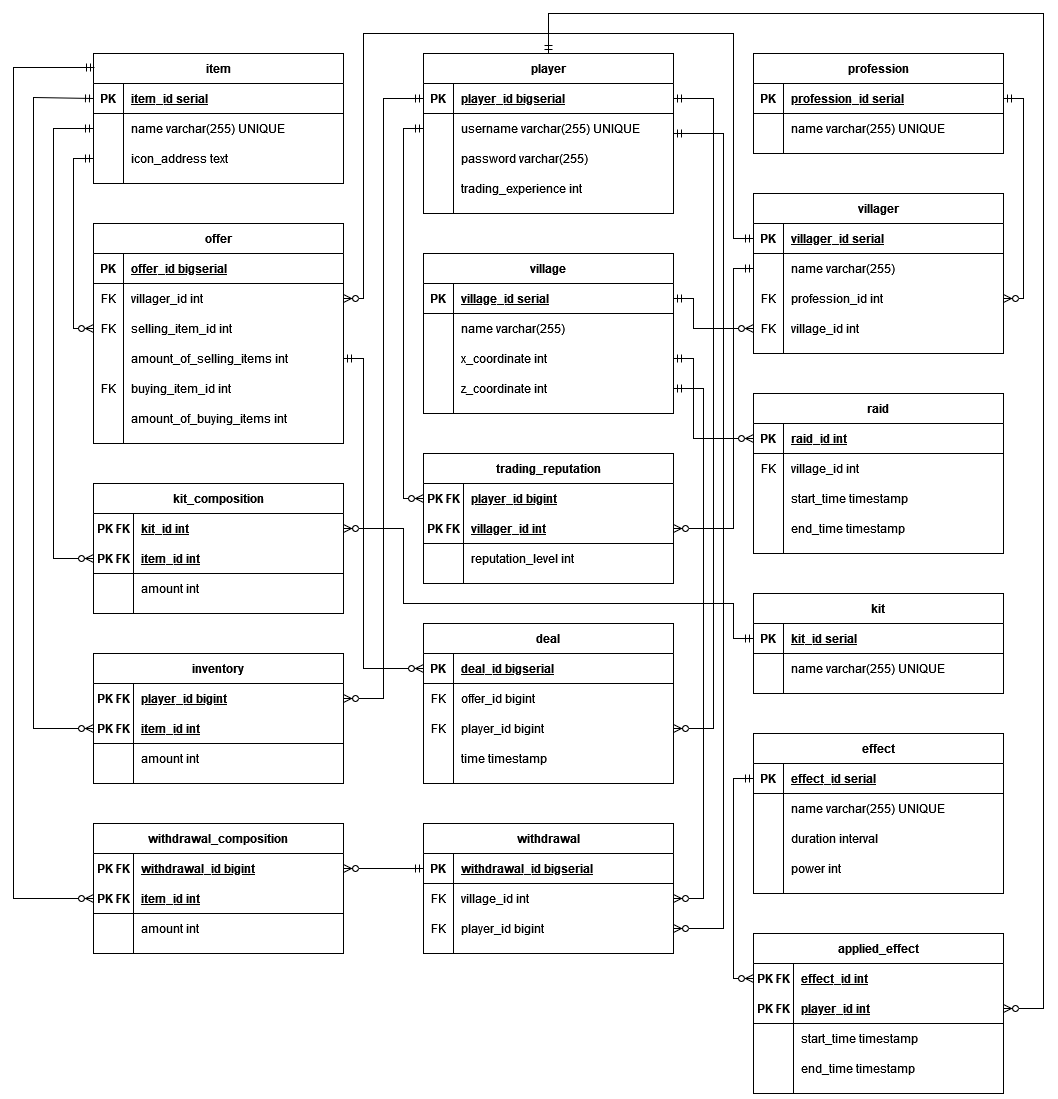 item
PK item_id serial
name varchar(255) UNIQUE
icon_address text
offer
PK offer_id bigserial
FK villager_id int
FK selling_item_id int
amount_of_selling_items int
FK buying_item_id int
amount_of_buying_items int
kit_composition
PK FK kit_id int
PK FK item_id int
amount int
inventory
PK FK player_id bigint
PK FK item_id int
amount int
withdrawal_composition
PK FK withdrawal_id bigint
PK FK item_id int
amount int
player
PK player_id bigserial
username varchar(255) UNIQUE
password varchar(255)
trading_experience int
village
PK village_id serial
name varchar(255)
x_coordinate int
z_coordinate int
trading_reputation
PK FK player_id bigint
PK FK villager_id int
reputation_level int
deal
PK deal_id bigserial
FK offer_id bigint
FK player_id bigint
time timestamp
withdrawal
PK withdrawal_id bigserial
FK village_id int
FK player_id bigint
profession
PK profession_id serial
name varchar(255) UNIQUE
villager
PK villager_id serial
name varchar(255)
FK profession_id int
FK village_id int
raid
PK raid_id int
FK village_id int
start_time timestamp
end_time timestamp
kit
PK kit_id serial
name varchar(255) UNIQUE
effect
PK effect_id serial
name varchar(255) UNIQUE
duration interval
power int
applied_effect
PK FK effect_id int
PK FK player_id int
start_time timestamp
end_time timestamp